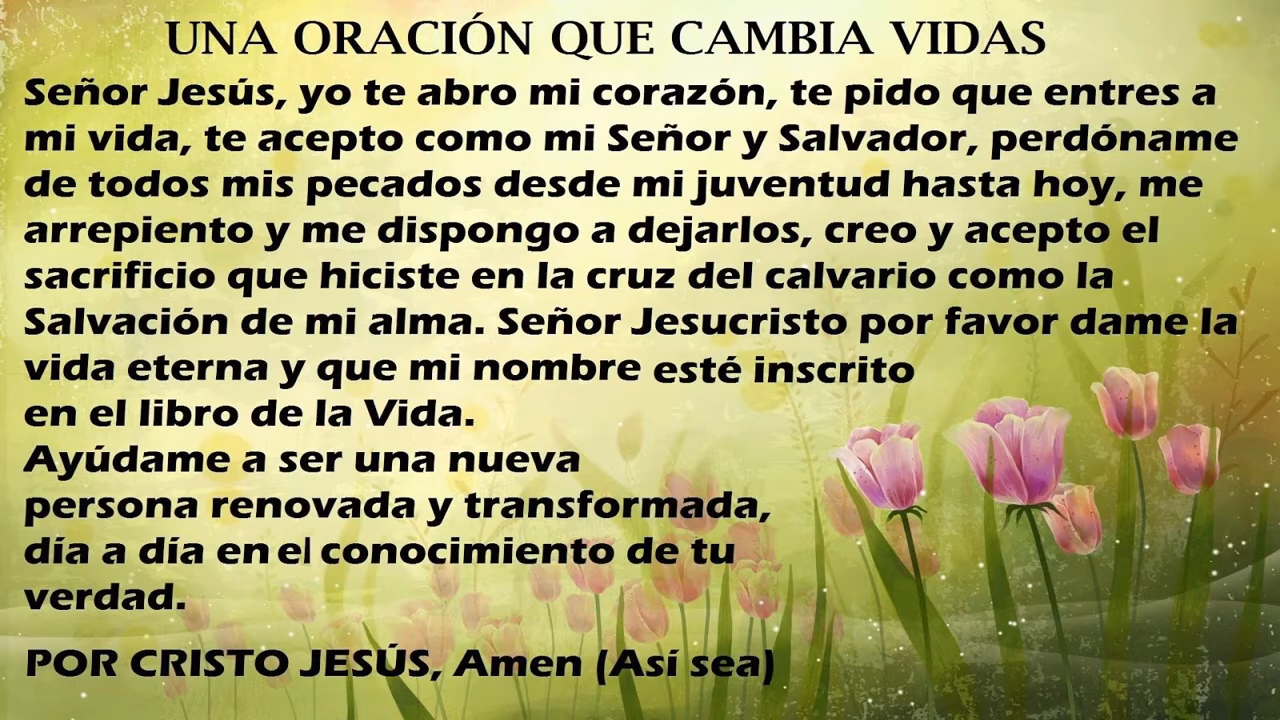 UNA ORACIÓN QUE CAMBIA VIDAS
Señor Jesús, yo te abro mi corazón, te pido que entres a
mi vida, te acepto como mi Señor y Salvador, perdóname
de todos mis pecados desde mi juventud hasta hoy, me
arrepiento y me dispongo a dejarlos, creo y acepto el
sacrificio que hiciste en la cruz del calvario como la
Salvación de mi alma. Señor Jesucristo por favor dame la
vida eterna y que mi nombre esté inscrito
en el libro de la Vida.
Ayúdame a ser una nueva
persona renovada y transformada,
día a día en el conocimiento de tu
verdad.
POR CRISTO JESÚS, Amen (Así sea)